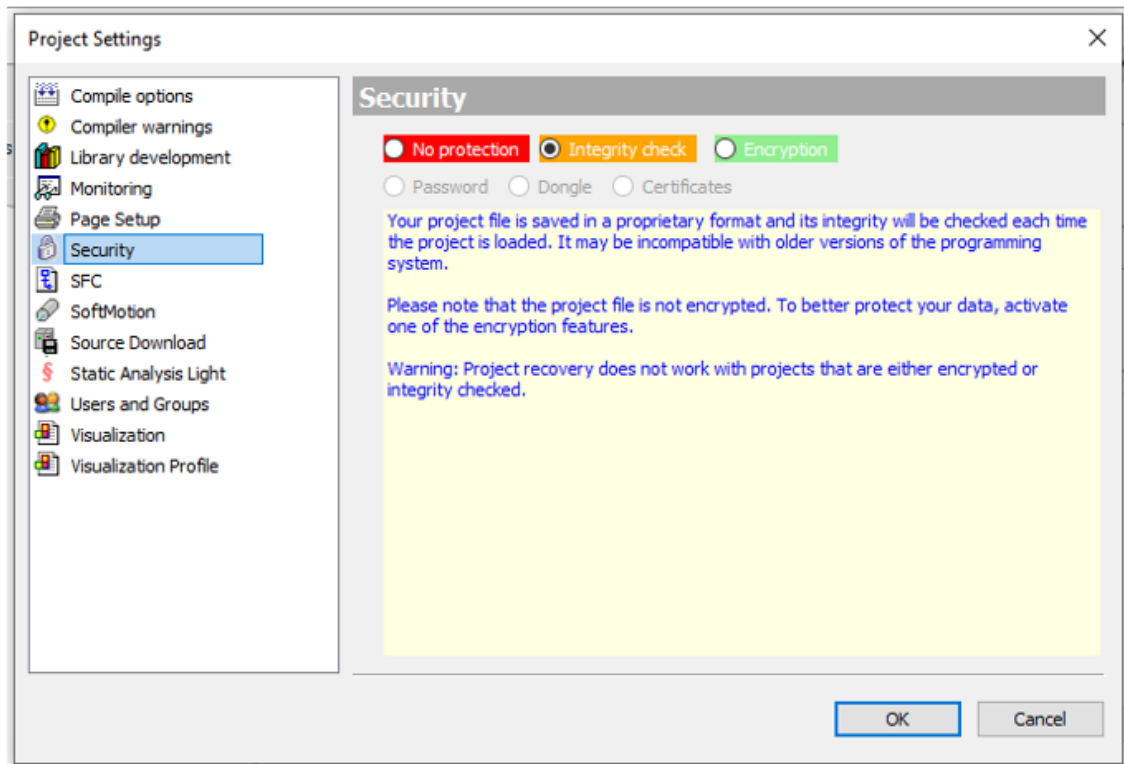 Project Settings
Compile options
Compiler warnings
Library development
Monitoring
Page Setup
Security
SFC
SoftMotion
Source Download
Static Analysis Light
Users and Groups
Visualization
Visualization Profile
Security
No protection Integrity check Encryption
Password Dongle Certificates
Your project file is saved in a proprietary format and its integrity will be checked each time
the project is loaded. It may be incompatible with older versions of the programming
system.
Please note that the project file is not encrypted. To better protect your data, activate
one of the encryption features.
Warning: Project recovery does not work with projects that are either encrypted or
integrity checked.
OK Cancel